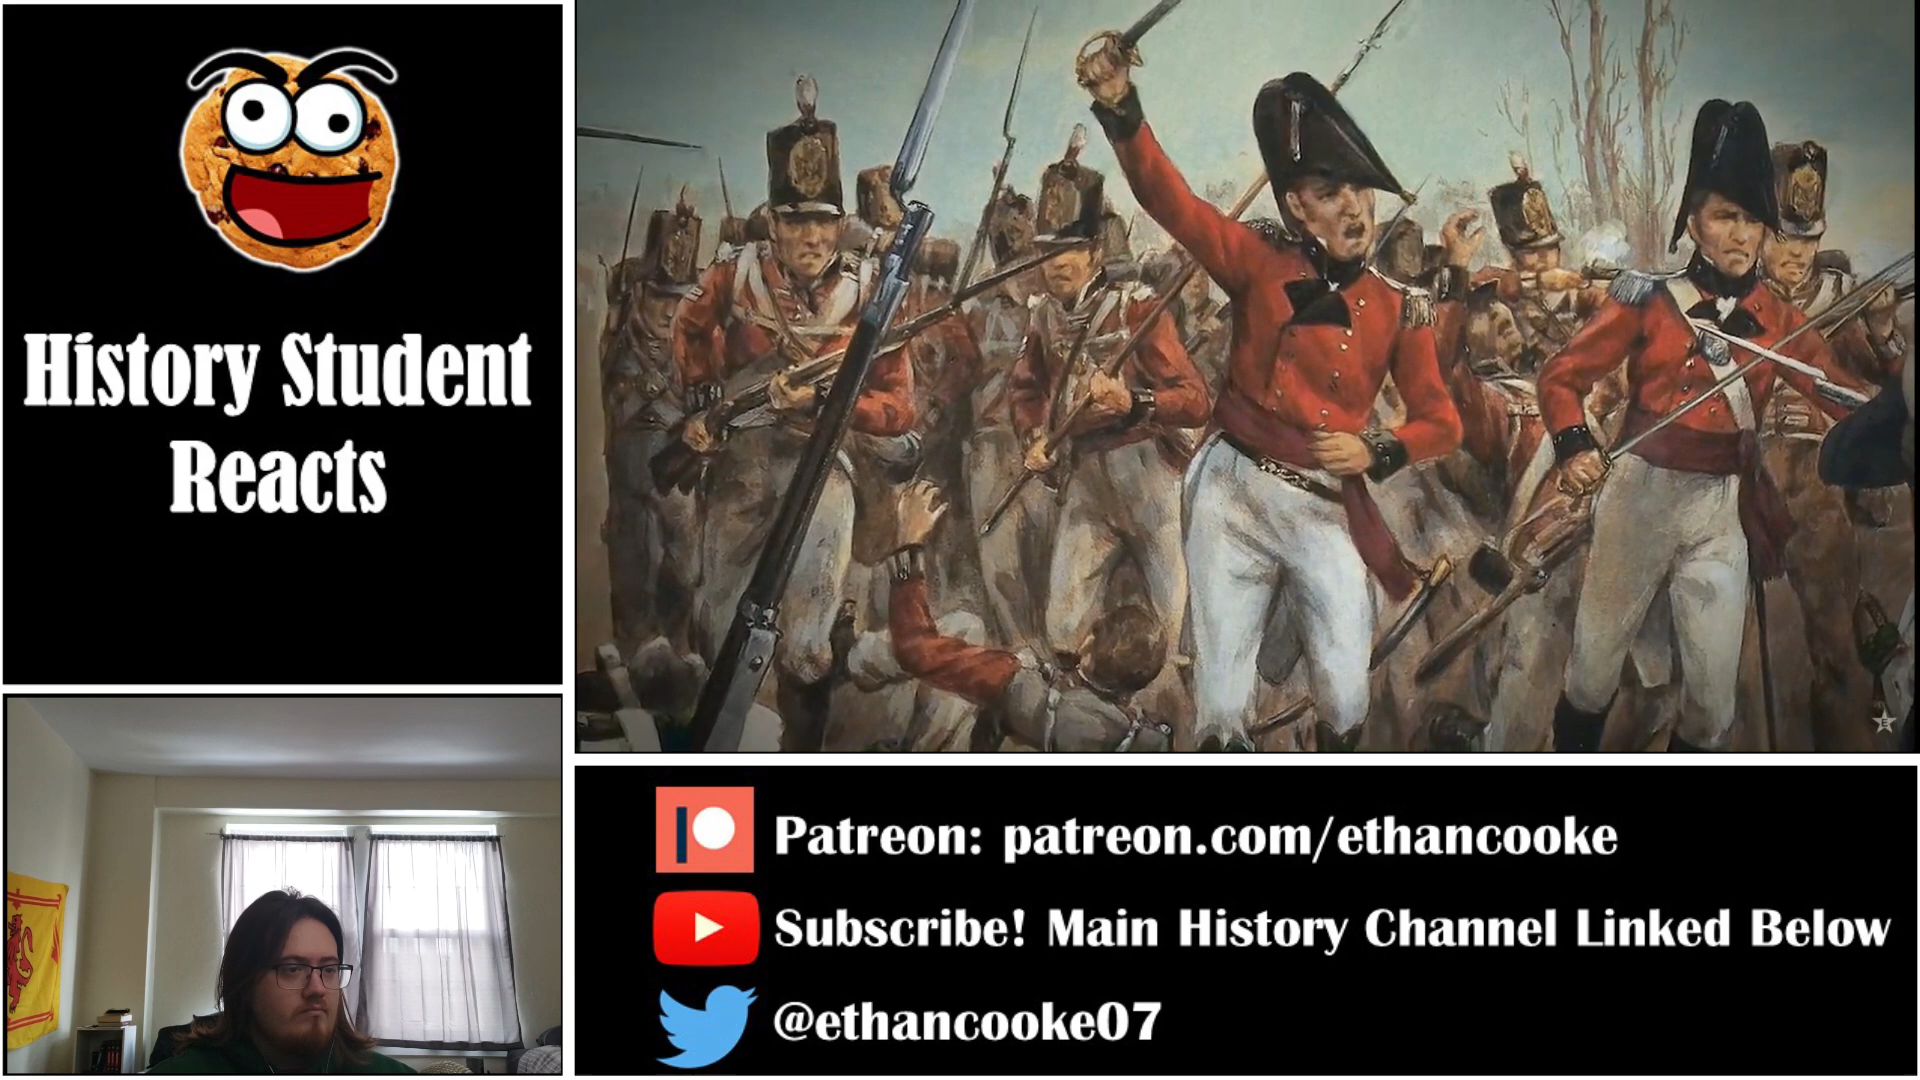 History Student
Reacts
Patreon: patreon.com/ethancooke
Subscribe! Main History Channel Linked Below
@ethancooke07
E